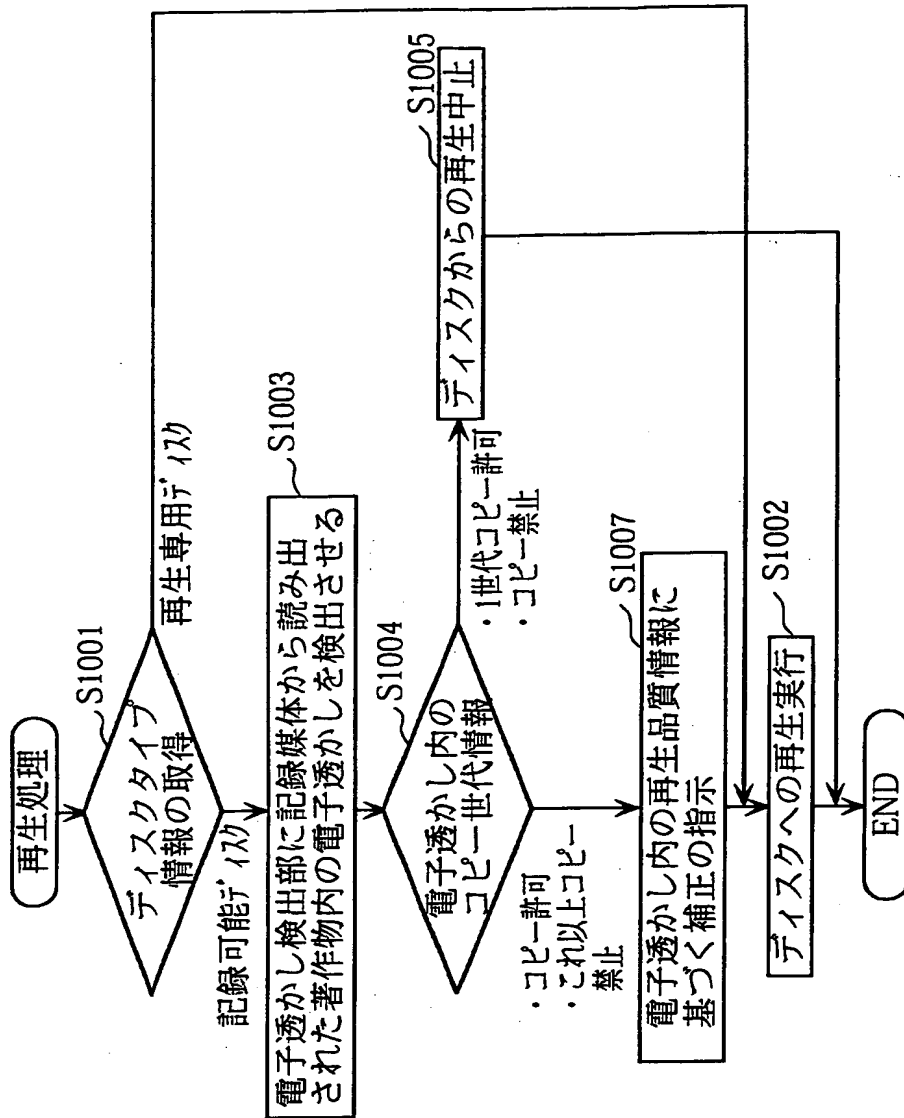 再生処理
S1001
ディスクタイプ
情報の取得
再生専用ディスク
記録可能ディスク
S1003
電子透かし検出部に記録媒体から読み出
された著作物内の電子透かしを検出させる
S1004
電子透かし内の
コピー世代情報
・1世代コピー許可
・コピー禁止
S1005
ディスクからの再生中止
・コピー許可
・これ以上コピー
禁止
S1007
電子透かし内の再生品質情報に
基づく補正の指示
S1002
ディスクへの再生実行
END